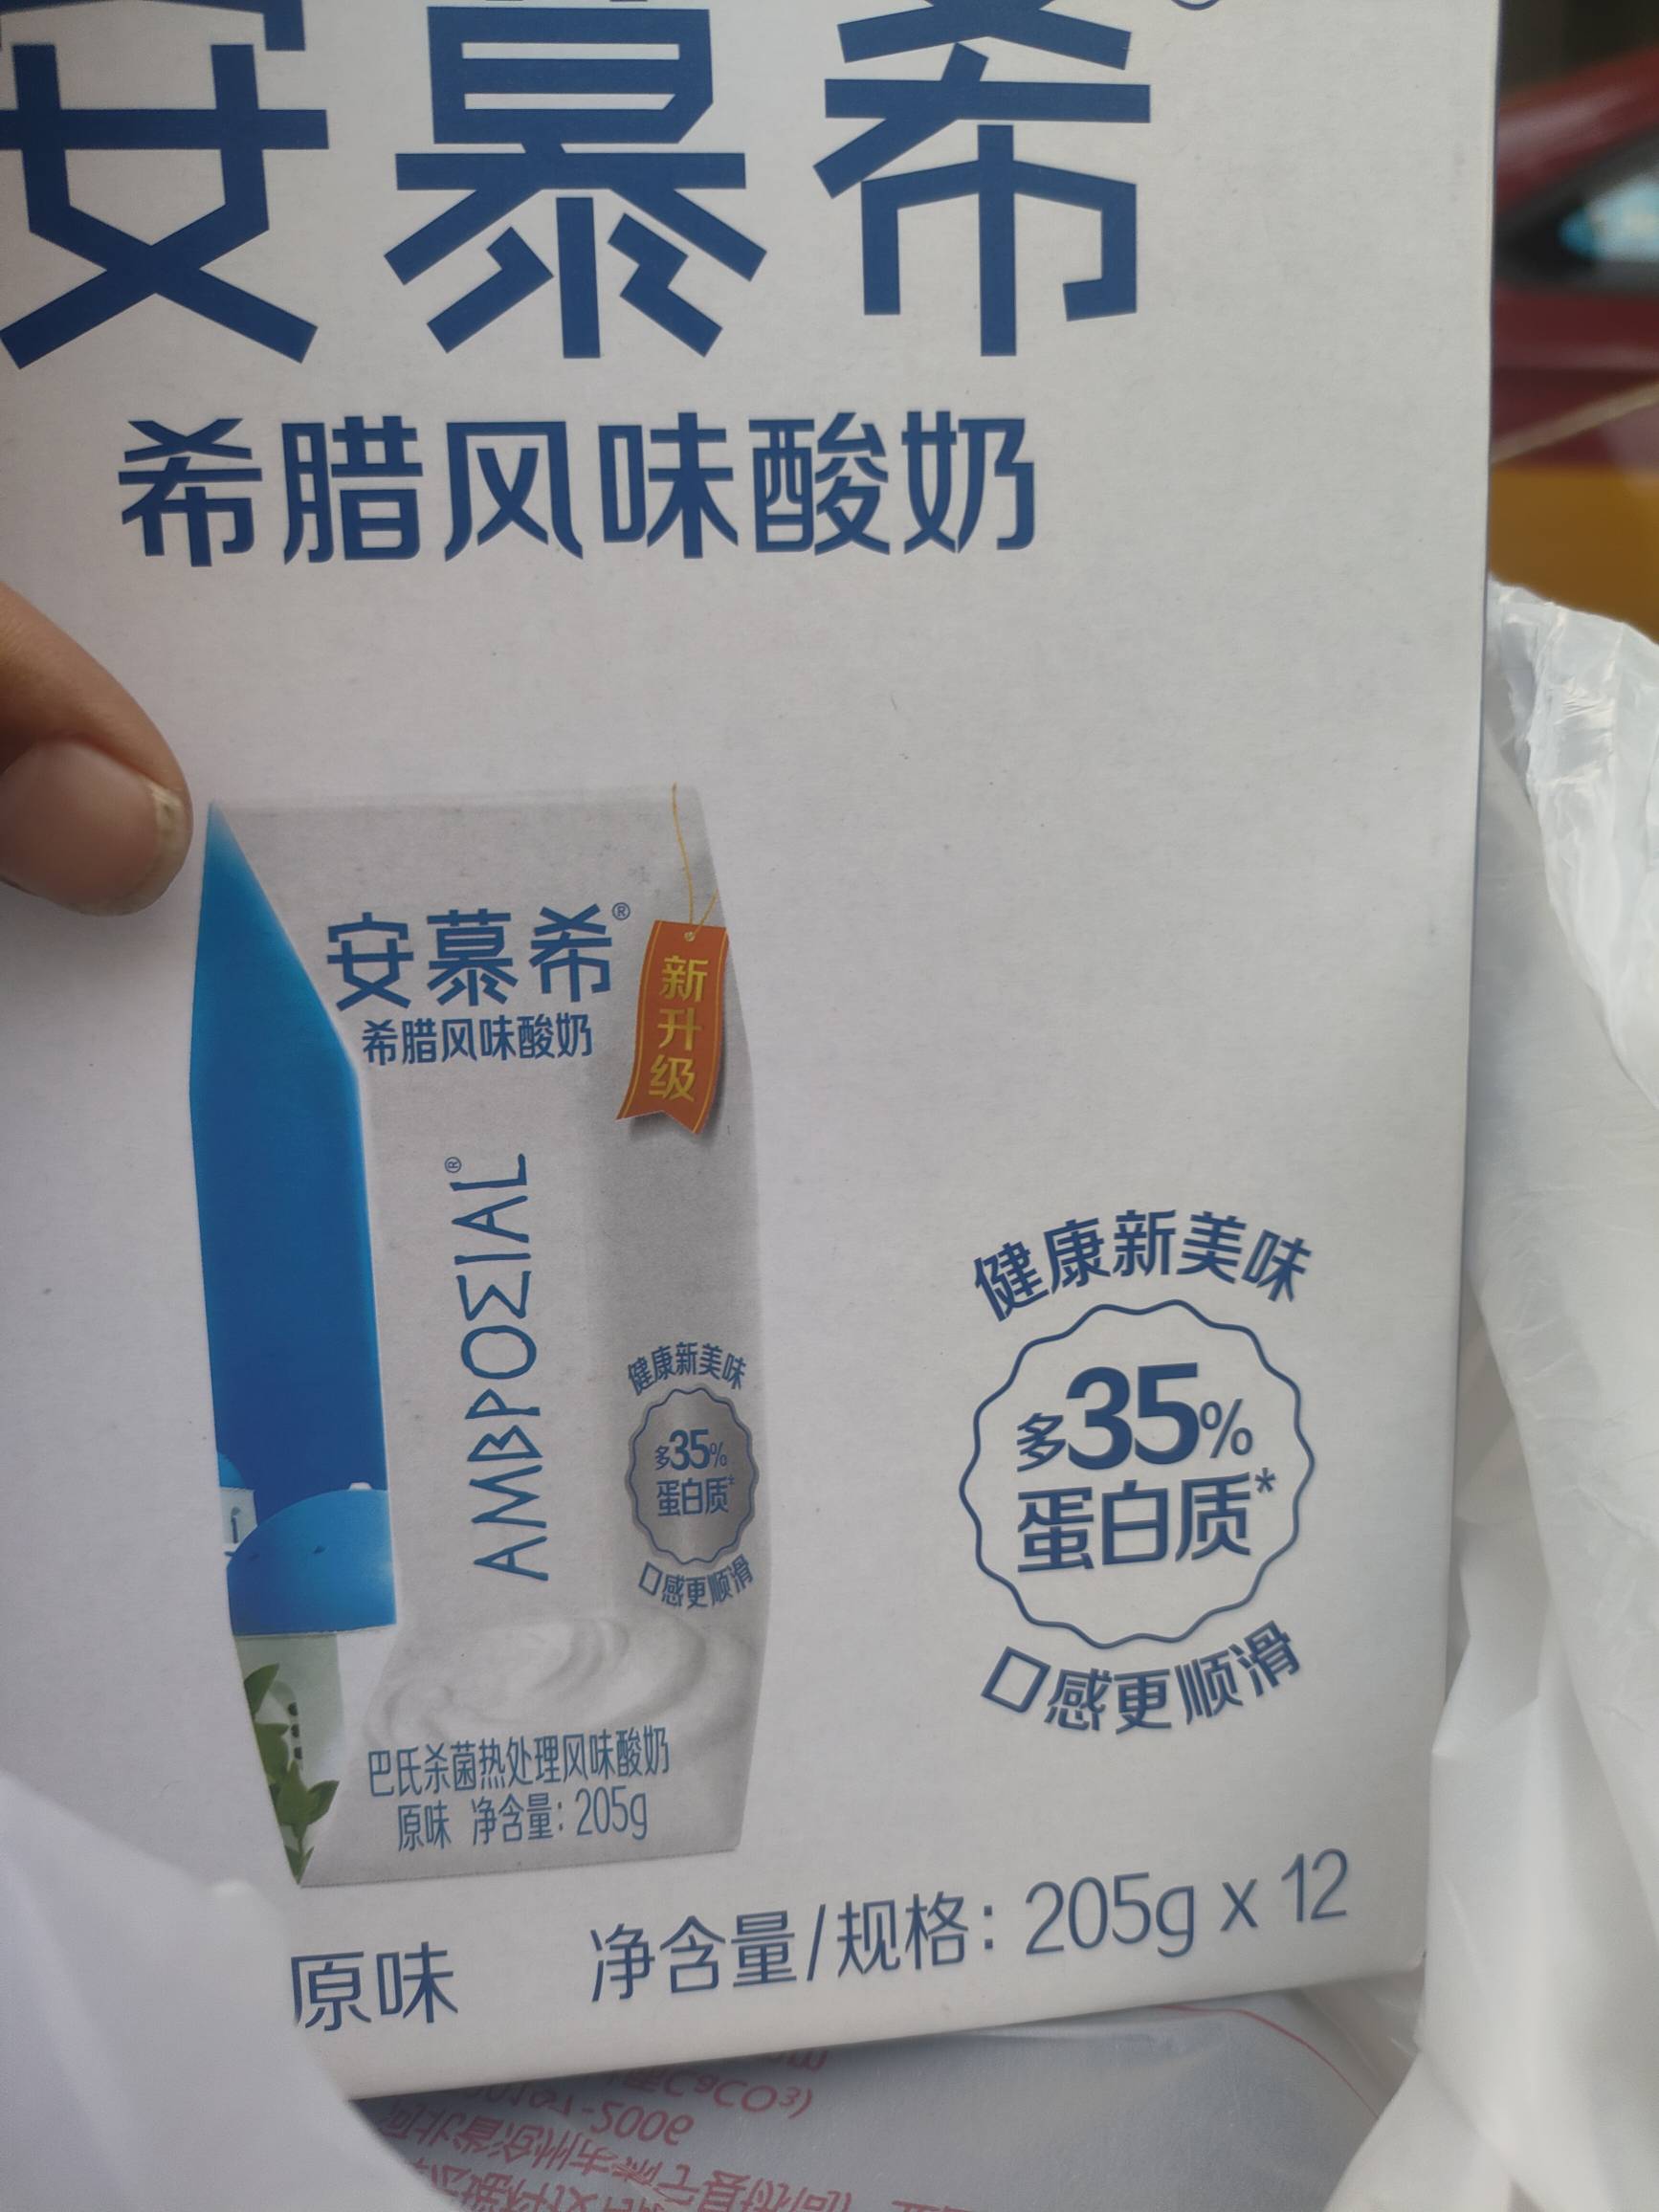 安慕希
希腊风味酸奶
安慕希®
希腊风味酸奶
新升级
AMBPOΣIAL®
健康新美味
多35%
蛋白质*
口感更顺滑
巴氏杀菌热处理风味酸奶
原味 净含量：205g
健康新美味
多35%
蛋白质*
口感更顺滑
原味 净含量/规格：205g x 12